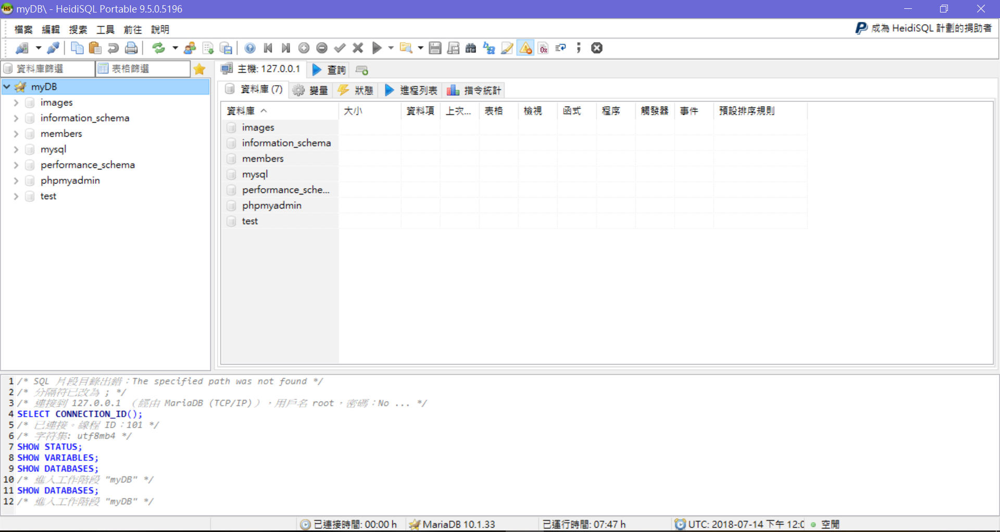 myDB\ - HeidiSQL Portable 9.5.0.5196
檔案 編輯 搜索 工具 前往 說明
成為 HeidiSQL 計劃的捐助者
資料庫篩選 表格篩選
主機: 127.0.0.1 查詢
myDB
images
information_schema
members
mysql
performance_schema
phpmyadmin
test
資料庫 (7) 變量 狀態 進程列表 指令統計
資料庫 大小 資料項 上次... 表格 檢視 函式 程序 觸發器 事件 預設排序規則
images
information_schema
members
mysql
performance_sche...
phpmyadmin
test
1 /* SQL 片段目錄出錯：The specified path was not found */
2 /* 分隔符已改為 ; */
3 /* 連接到 127.0.0.1 （經由 MariaDB (TCP/IP)），用戶名 root，密碼：No ... */
4 SELECT CONNECTION_ID();
5 /* 已連接。線程 ID：101 */
6 /* 字符集: utf8mb4 */
7 SHOW STATUS;
8 SHOW VARIABLES;
9 SHOW DATABASES;
10 /* 進入工作階段 "myDB" */
11 SHOW DATABASES;
12 /* 進入工作階段 "myDB" */
已連接時間: 00:00 h MariaDB 10.1.33 已運行時間: 07:47 h UTC: 2018-07-14 下午 12:0 空閒